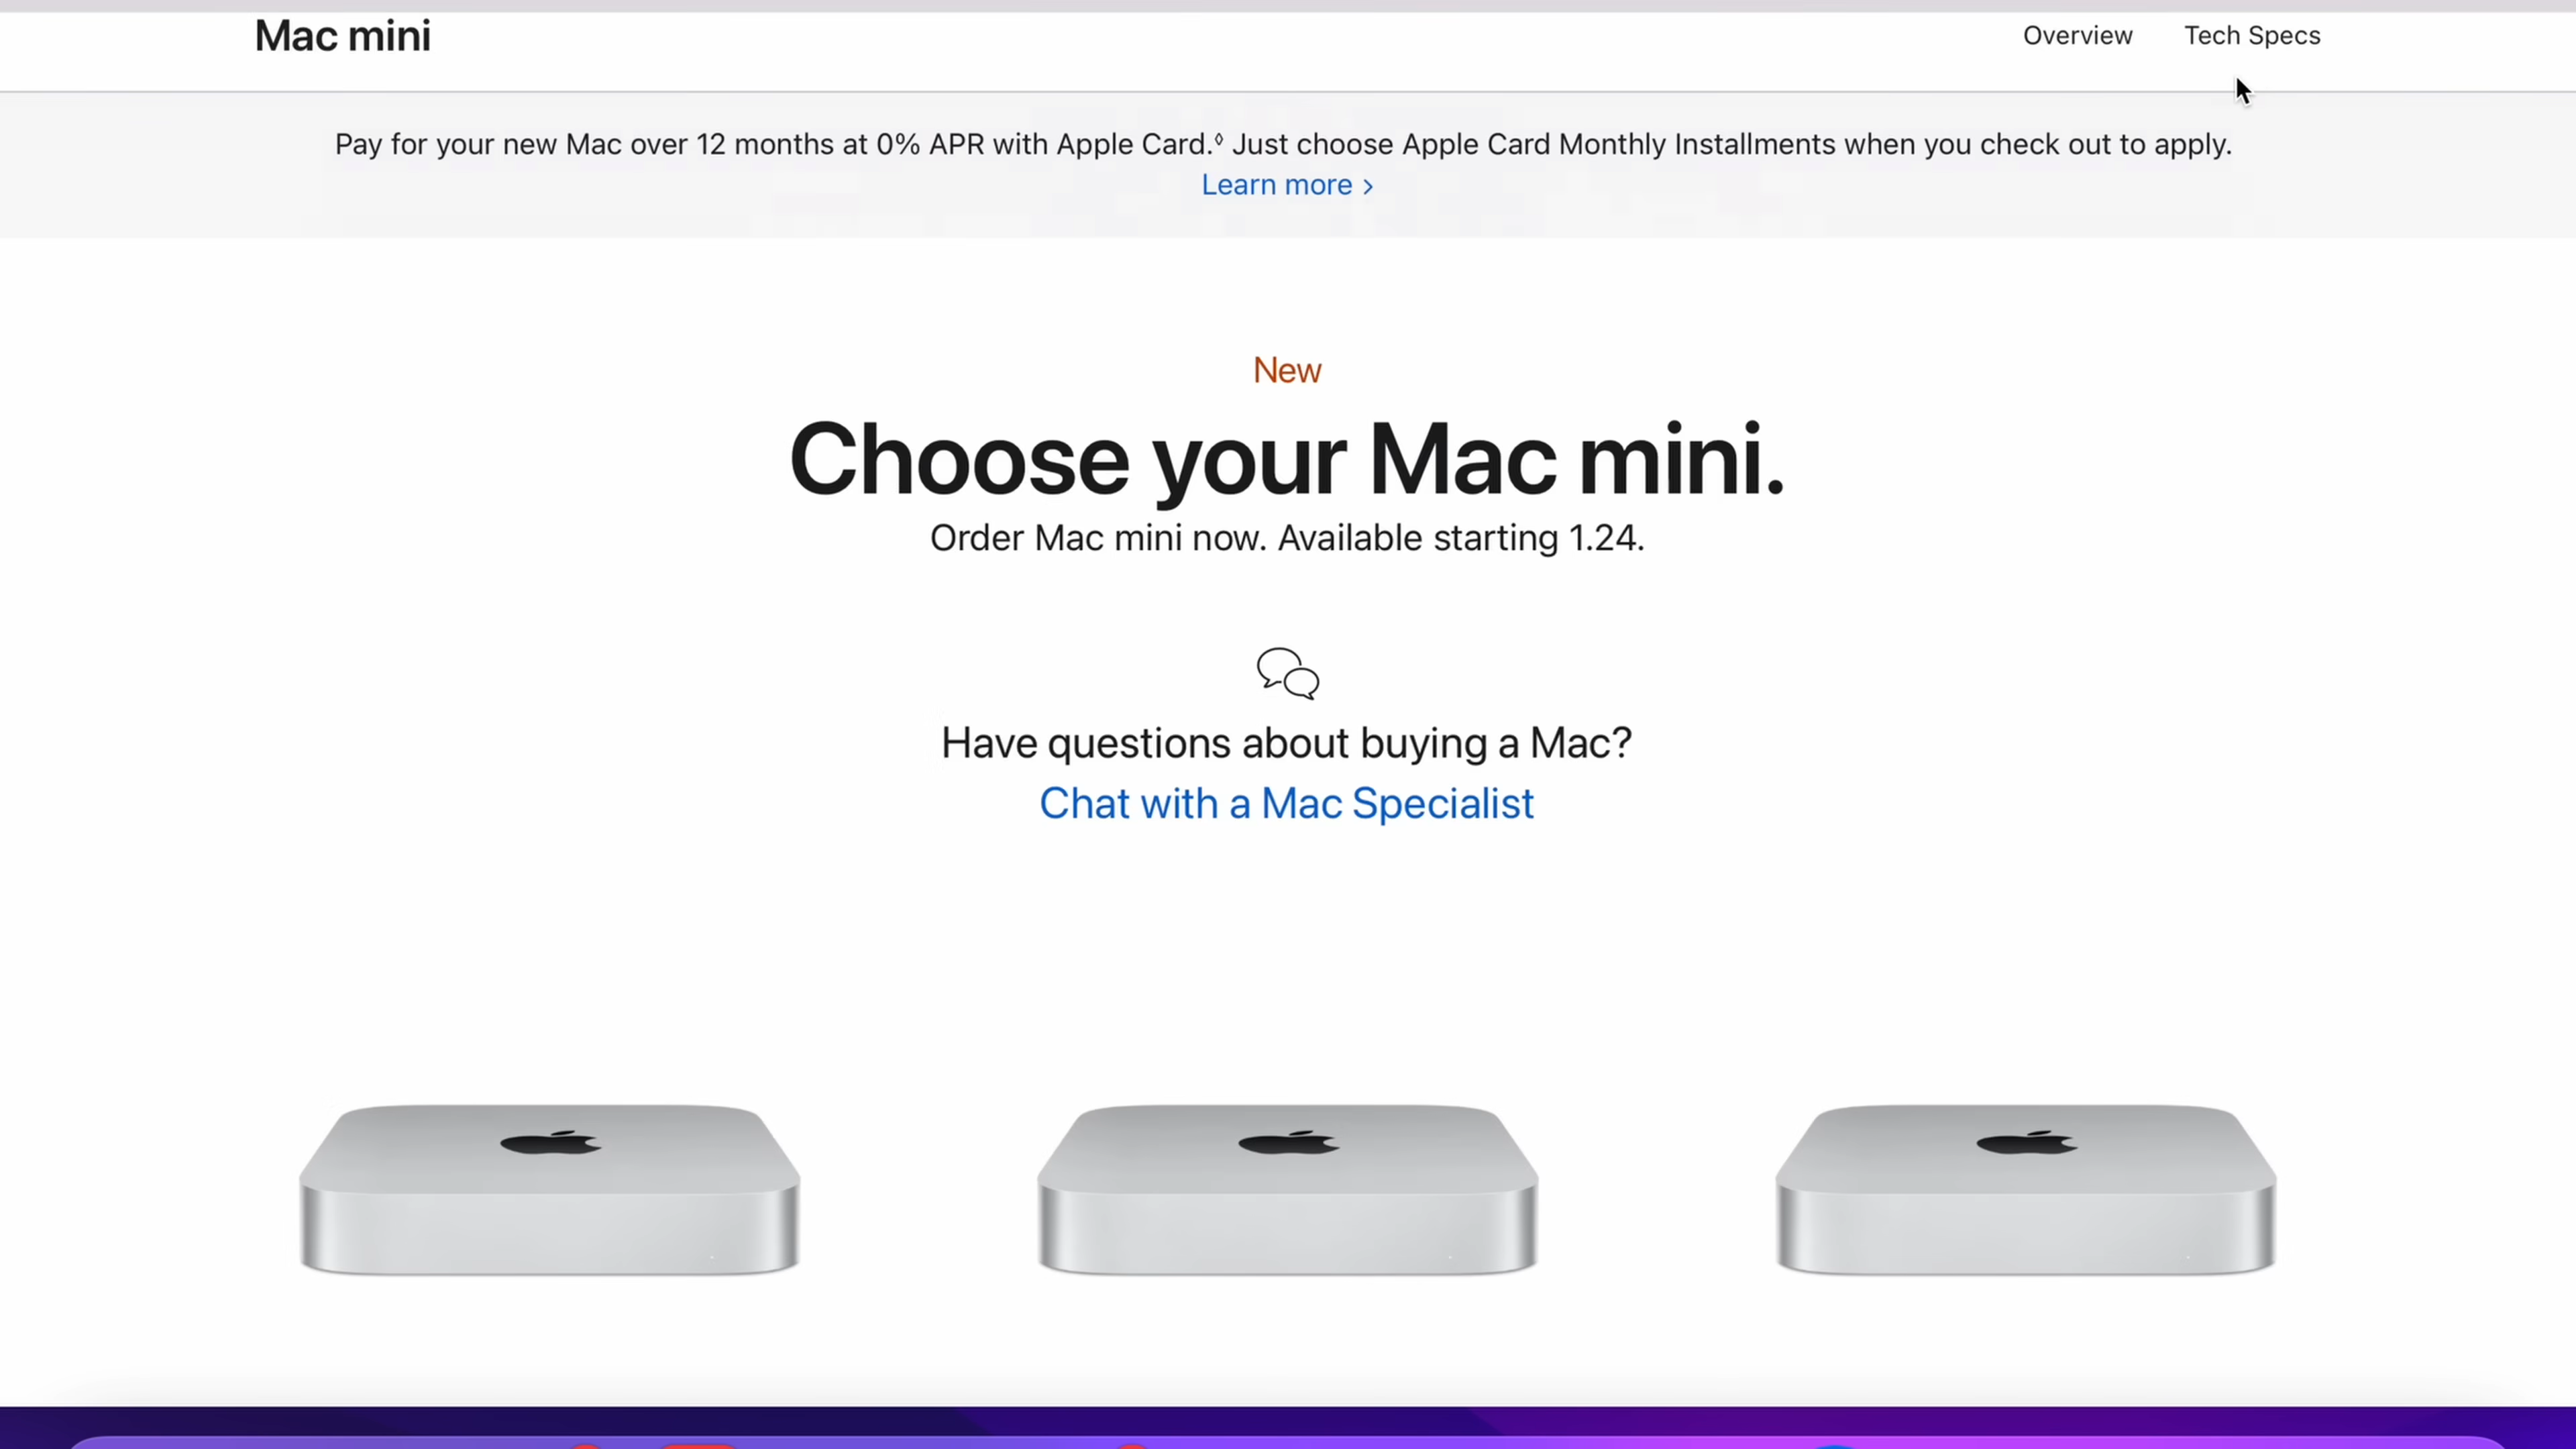 Mac mini
Overview
Tech Specs
Pay for your new Mac over 12 months at 0% APR with Apple Card.◊ Just choose Apple Card Monthly Installments when you check out to apply.
Learn more >
New
Choose your Mac mini.
Order Mac mini now. Available starting 1.24.
Have questions about buying a Mac?
Chat with a Mac Specialist